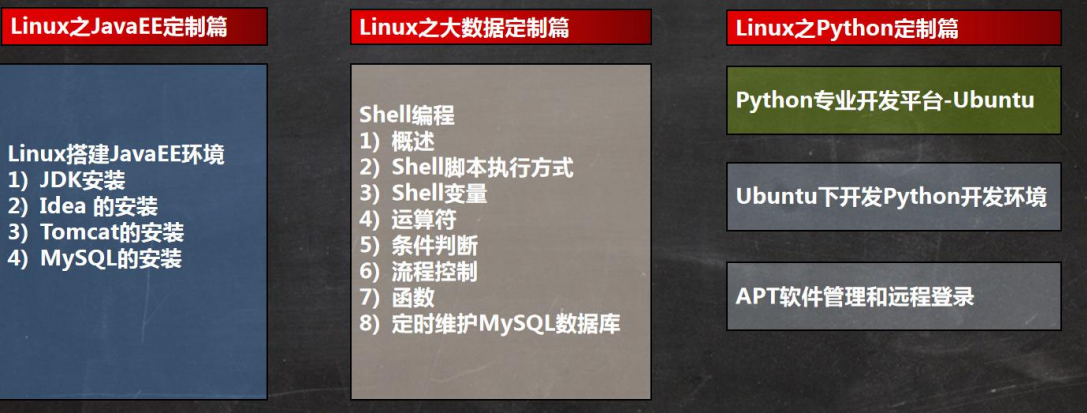 Linux之JavaEE定制篇
Linux搭建JavaEE环境
1) JDK安装
2) Idea 的安装
3) Tomcat的安装
4) MySQL的安装
Linux之大数据定制篇
Shell编程
1) 概述
2) Shell脚本执行方式
3) Shell变量
4) 运算符
5) 条件判断
6) 流程控制
7) 函数
8) 定时维护MySQL数据库
Linux之Python定制篇
Python专业开发平台-Ubuntu
Ubuntu下开发Python开发环境
APT软件管理和远程登录